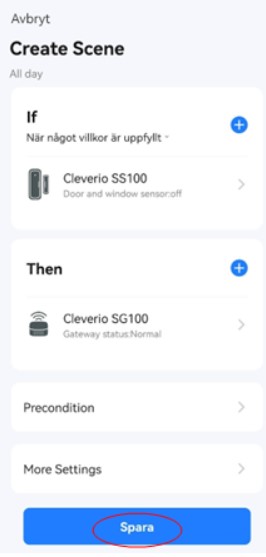 Avbryt
Create Scene
All day
If
När något villkor är uppfyllt
Cleverio SS100
Door and window sensor:off
Then
Cleverio SG100
Gateway status:Normal
Precondition
More Settings
Spara